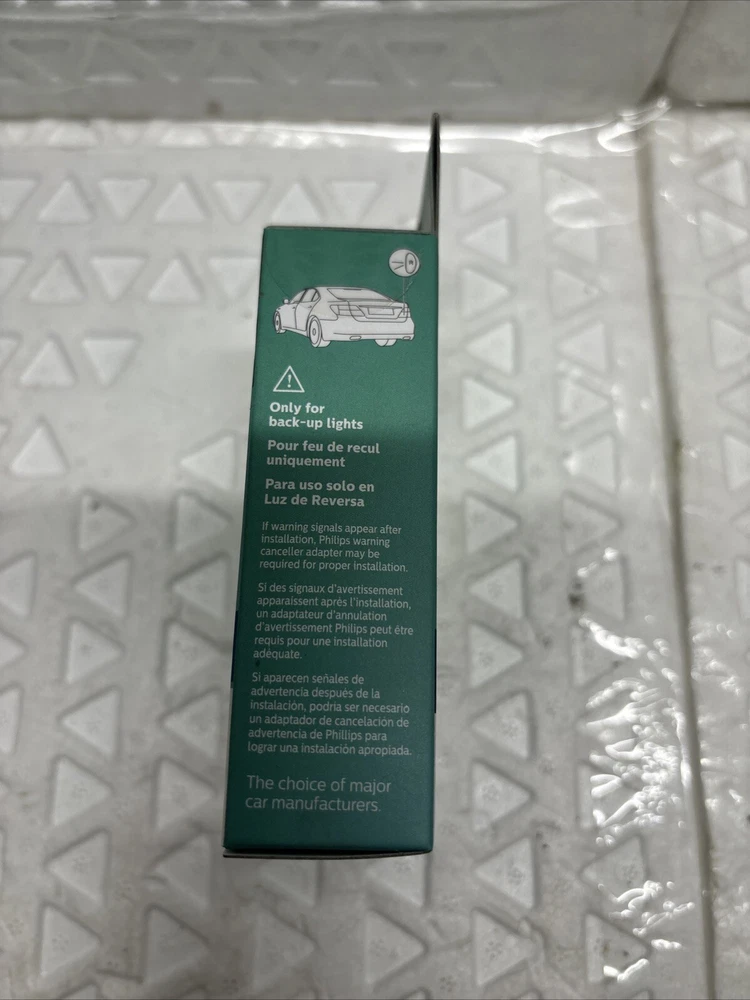 Only for
back-up lights
Pour feu de recul
uniquement
Para uso solo en
Luz de Reversa
If warning signals appear after
installation, Philips warning
canceller adapter may be
required for proper installation.
Si des signaux d'avertissement
apparaissent après l'installation,
un adaptateur d'annulation
d'avertissement Philips peut être
requis pour une installation
adéquate.
Si aparecen señales de
advertencia después de la
instalación, podría ser necesario
un adaptador de cancelación de
advertencia de Phillips para
lograr una instalación apropiada.
The choice of major
car manufacturers.